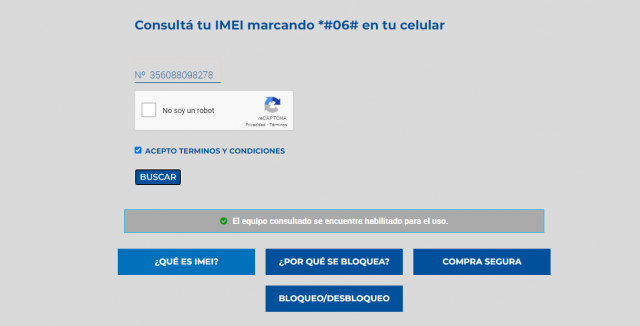 Consultá tu IMEI marcando *#06# en tu celular
Nº 356088098278
No soy un robot
reCAPTCHA
Privacidad - Términos
ACEPTO TERMINOS Y CONDICIONES
BUSCAR
El equipo consultado se encuentra habilitado para el uso.
¿QUÉ ES IMEI?
¿POR QUÉ SE BLOQUEA?
COMPRA SEGURA
BLOQUEO/DESBLOQUEO